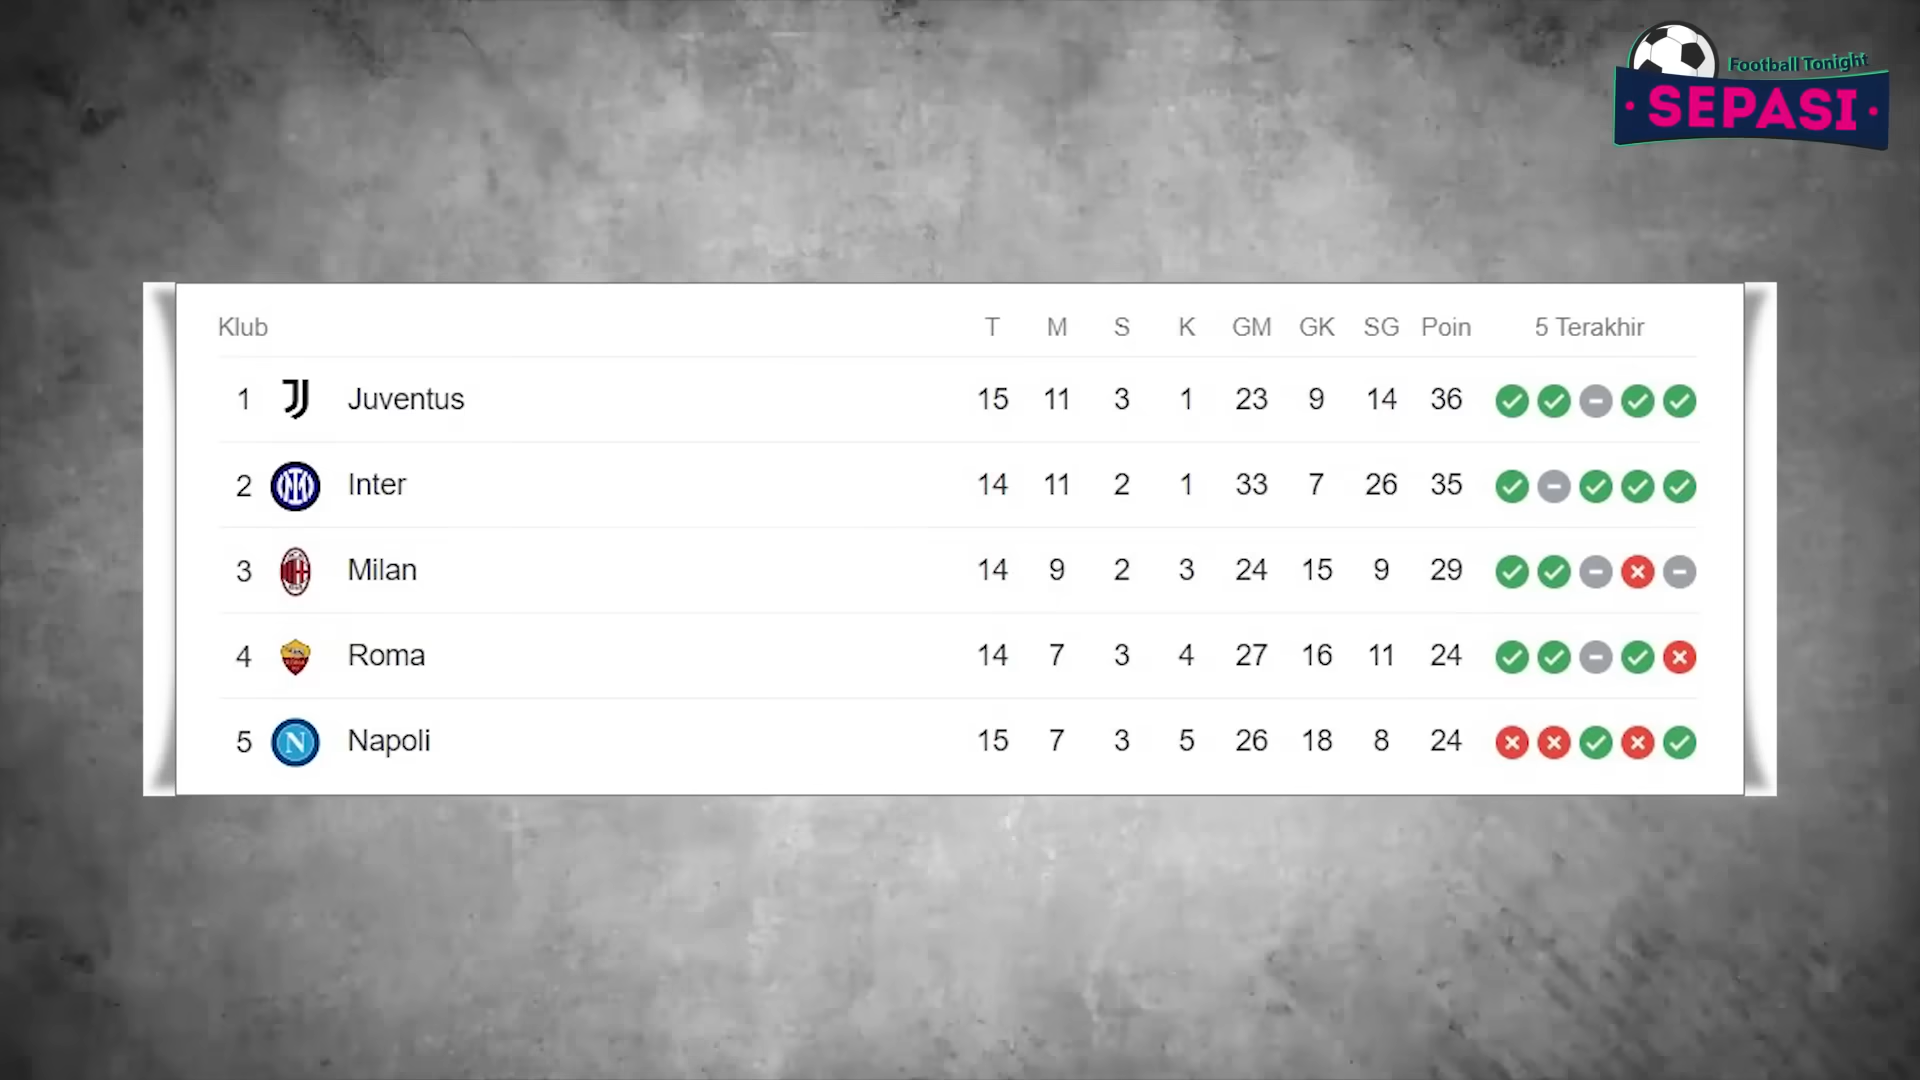 Football Tonight
• SEPASI •
Klub T M S K GM GK SG Poin 5 Terakhir
1 Juventus 15 11 3 1 23 9 14 36
2 Inter 14 11 2 1 33 7 26 35
3 Milan 14 9 2 3 24 15 9 29
4 Roma 14 7 3 4 27 16 11 24
5 N Napoli 15 7 3 5 26 18 8 24